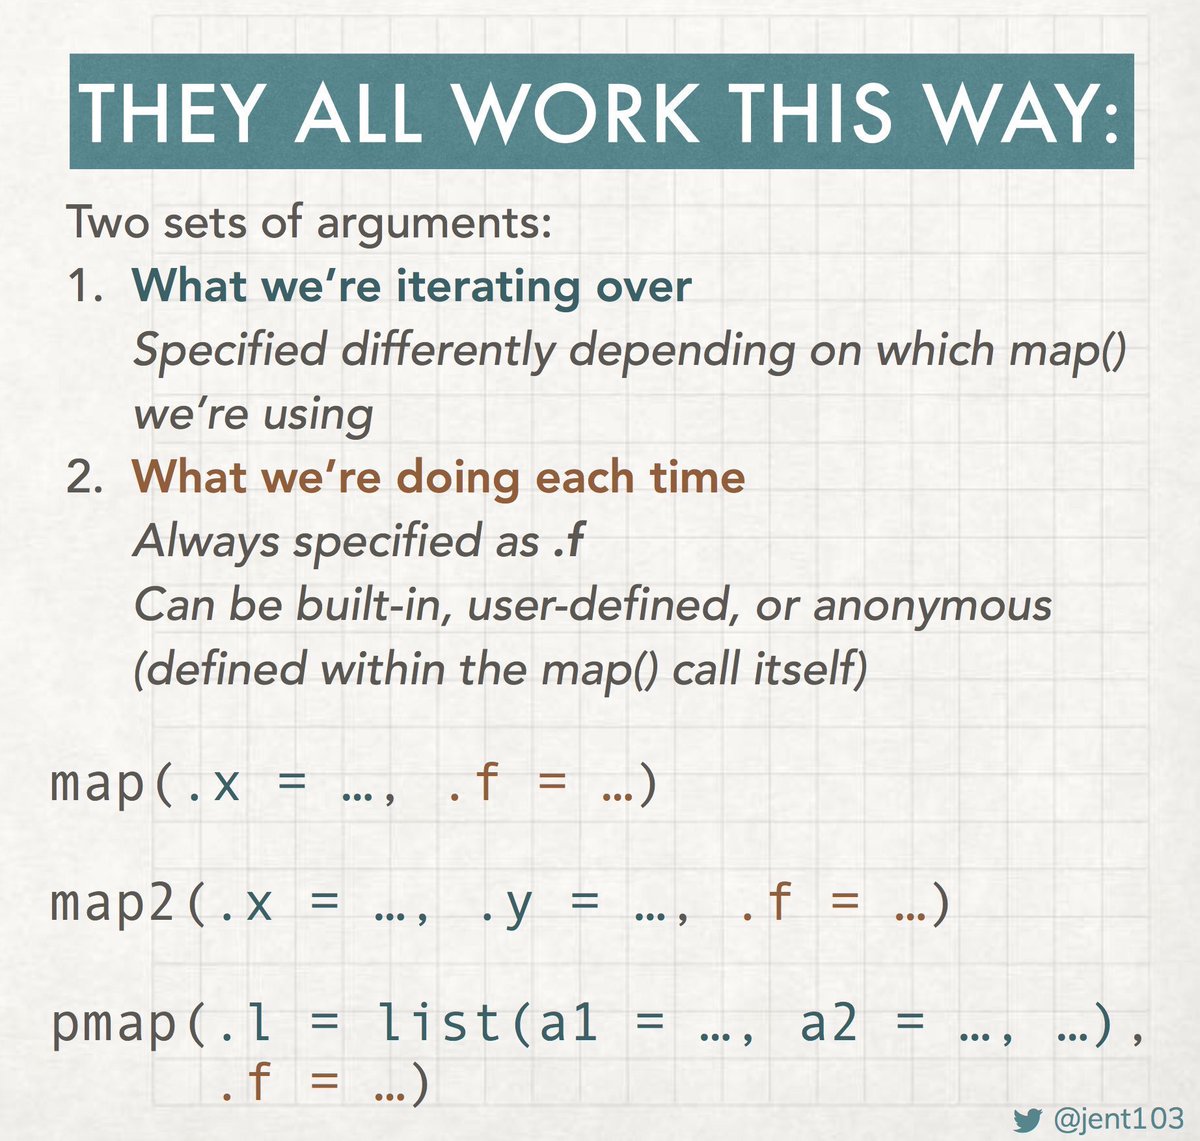 THEY ALL WORK THIS WAY:
Two sets of arguments:
1. What we’re iterating over
Specified differently depending on which map()
we’re using
2. What we’re doing each time
Always specified as .f
Can be built-in, user-defined, or anonymous
(defined within the map() call itself)
map(.x = …, .f = …)
map2(.x = …, .y = …, .f = …)
pmap(.l = list(a1 = …, a2 = …, …),
.f = …)
@jent103